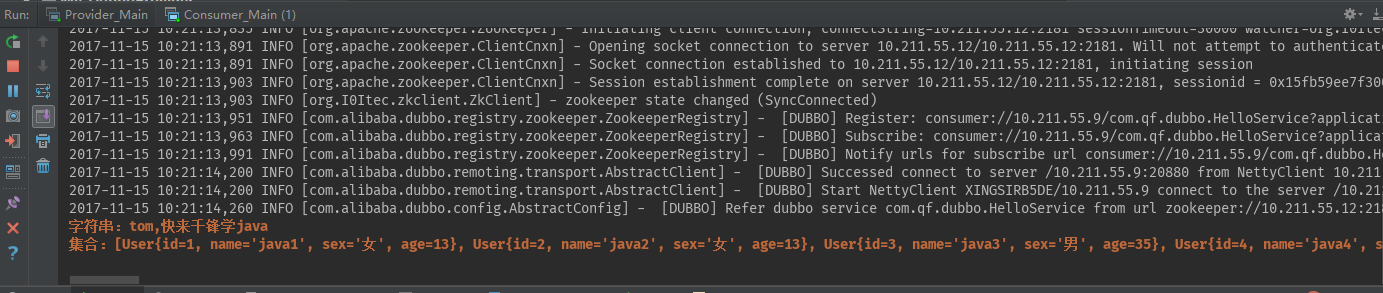 Run: Provider_Main Consumer_Main (1)
2017-11-15 10:21:13,835 INFO [org.apache.zookeeper.ZooKeeper] - Initiating client connection, connectString=10.211.55.12:2181 sessionTimeout=30000 watcher=org.I0Itec
2017-11-15 10:21:13,891 INFO [org.apache.zookeeper.ClientCnxn] - Opening socket connection to server 10.211.55.12/10.211.55.12:2181. Will not attempt to authenticat
2017-11-15 10:21:13,891 INFO [org.apache.zookeeper.ClientCnxn] - Socket connection established to 10.211.55.12/10.211.55.12:2181, initiating session
2017-11-15 10:21:13,903 INFO [org.apache.zookeeper.ClientCnxn] - Session establishment complete on server 10.211.55.12/10.211.55.12:2181, sessionid = 0x15fb59ee7f300
2017-11-15 10:21:13,903 INFO [org.I0Itec.zkclient.ZkClient] - zookeeper state changed (SyncConnected)
2017-11-15 10:21:13,951 INFO [com.alibaba.dubbo.registry.zookeeper.ZookeeperRegistry] - [DUBBO] Register: consumer://10.211.55.9/com.qf.dubbo.HelloService?applicati
2017-11-15 10:21:13,963 INFO [com.alibaba.dubbo.registry.zookeeper.ZookeeperRegistry] - [DUBBO] Subscribe: consumer://10.211.55.9/com.qf.dubbo.HelloService?applicat
2017-11-15 10:21:13,991 INFO [com.alibaba.dubbo.registry.zookeeper.ZookeeperRegistry] - [DUBBO] Notify urls for subscribe url consumer://10.211.55.9/com.qf.dubbo.He
2017-11-15 10:21:14,200 INFO [com.alibaba.dubbo.remoting.transport.AbstractClient] - [DUBBO] Successed connect to server /10.211.55.9:20880 from NettyClient 10.211.
2017-11-15 10:21:14,200 INFO [com.alibaba.dubbo.remoting.transport.AbstractClient] - [DUBBO] Start NettyClient XINGSIRB5DE/10.211.55.9 connect to the server /10.211
2017-11-15 10:21:14,260 INFO [com.alibaba.dubbo.config.AbstractConfig] - [DUBBO] Refer dubbo service com.qf.dubbo.HelloService from url zookeeper://10.211.55.12:218
字符串：tom,快来千锋学java
集合：[User{id=1, name='java1', sex='女', age=13}, User{id=2, name='java2', sex='女', age=13}, User{id=3, name='java3', sex='男', age=35}, User{id=4, name='java4', s